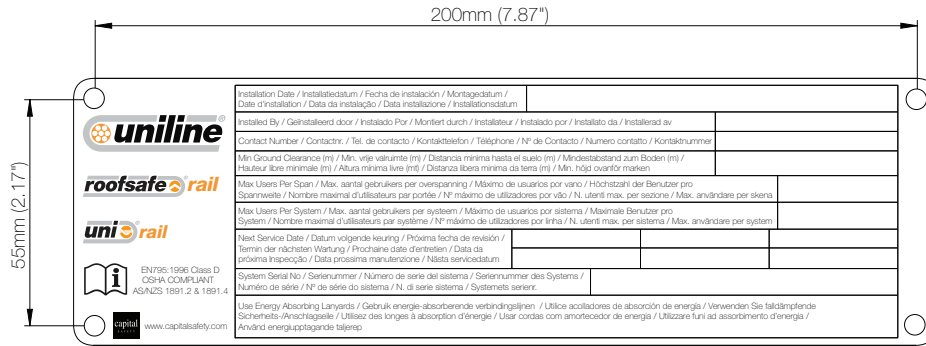 200mm (7.87")
55mm (2.17")
uniline®
roofsafe rail
uni rail
EN795:1996 Class D
OSHA COMPLIANT
AS/NZS 1891.2 & 1891.4
capital
www.capitalsafety.com
Installation Date / Installatiedatum / Fecha de instalación / Montagedatum /
Date d'installation / Data da instalação / Data installazione / Installationsdatum
Installed By / Geïnstalleerd door / Instalado Por / Montiert durch / Installateur / Instalado por / Installato da / Installerad av
Contact Number / Contactnr. / Tel. de contacto / Kontakttelefon / Téléphone / Nº de Contacto / Numero contatto / Kontaktnummer
Min Ground Clearance (m) / Min. vrije valruimte (m) / Distancia minima hasta el suelo (m) / Mindestabstand zum Boden (m) /
Hauteur libre minimale (m) / Altura minima livre (mt) / Distanza libera minima da terra (m) / Min. höjd ovanför marken
Max Users Per Span / Max. aantal gebruikers per overspanning / Máximo de usuarios por vano / Höchstzahl der Benutzer pro
Spannweite / Nombre maximal d'utilisateurs par portée / Nº máximo de utilizadores por vão / N. utenti max. per sezione / Max. användare per skena
Max Users Per System / Max. aantal gebruikers per systeem / Máximo de usuarios por sistema / Maximale Benutzer pro
System / Nombre maximal d'utilisateurs par système / Nº máximo de utilizadores por linha / N. utenti max. per sistema / Max. användare per system
Next Service Date / Datum volgende keuring / Próxima fecha de revisión /
Termin der nächsten Wartung / Prochaine date d'entretien / Data da
próxima Inspecção / Data prossima manutenzione / Nästa servicedatum
System Serial No / Serienummer / Número de serie del sistema / Seriennummer des Systems /
Numéro de série / Nº de série do sistema / N. di serie sistema / Systemets serienr.
Use Energy Absorbing Lanyards / Gebruik energie-absorberende verbindingslijnen / Utilice acolladores de absorción de energia / Verwenden Sie falldämpfende
Sicherheits-/Anschlagseile / Utilisez des longes à absorption d'énergie / Usar cordas com amortecedor de energia / Utilizzare funi ad assorbimento d'energia /
Använd energiupptagande taljerep